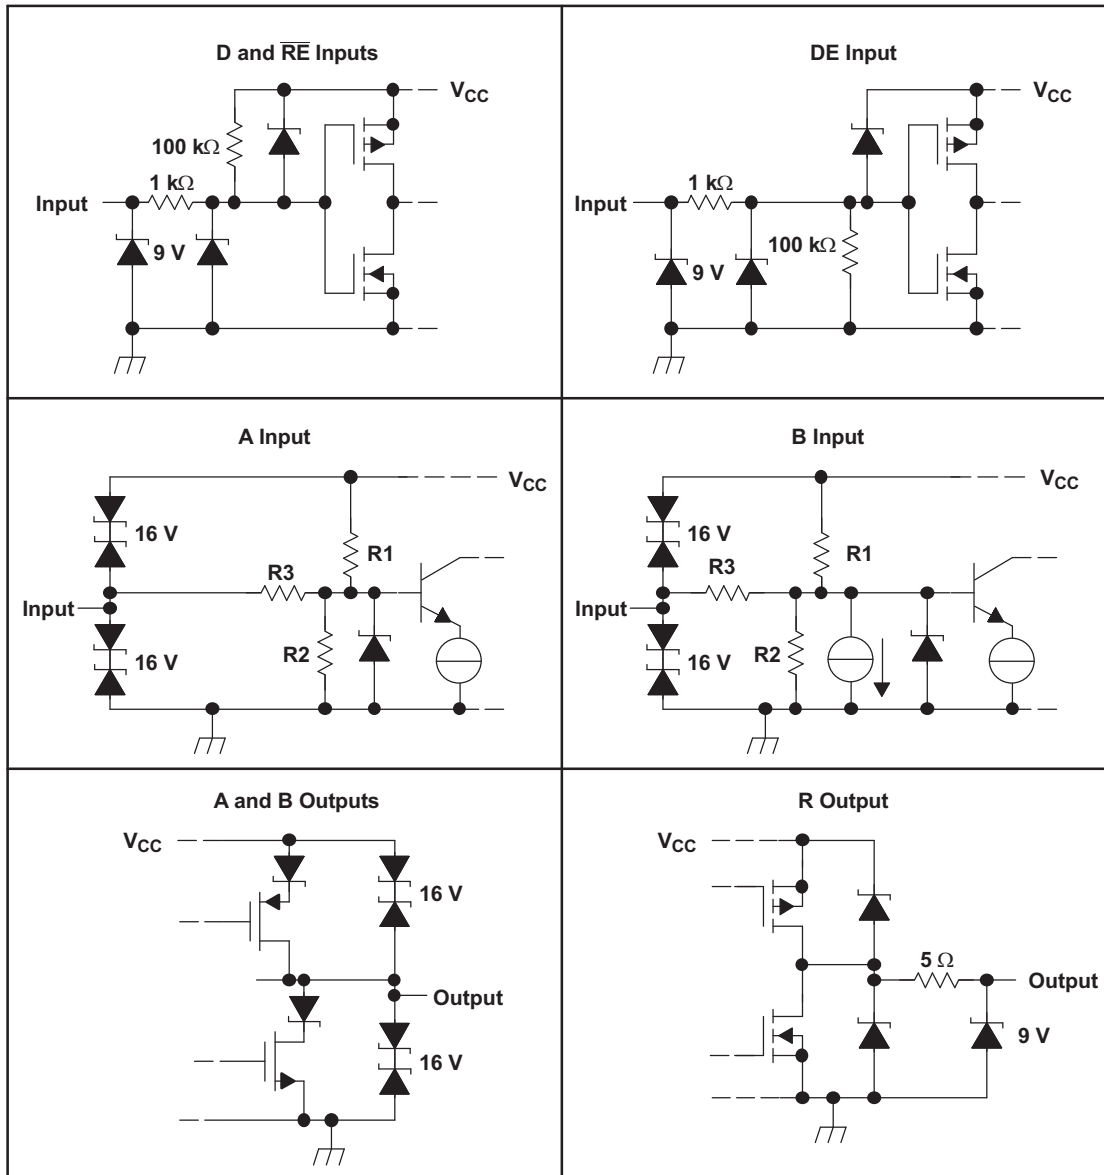 D and R̅E̅ Inputs
V_CC
100 kΩ
1 kΩ
Input
9 V
DE Input
V_CC
1 kΩ
Input
100 kΩ
9 V
A Input
V_CC
16 V
R1
R3
Input
16 V
R2
B Input
V_CC
16 V
R1
R3
Input
16 V
R2
A and B Outputs
V_CC
16 V
Output
16 V
R Output
V_CC
5 Ω
Output
9 V